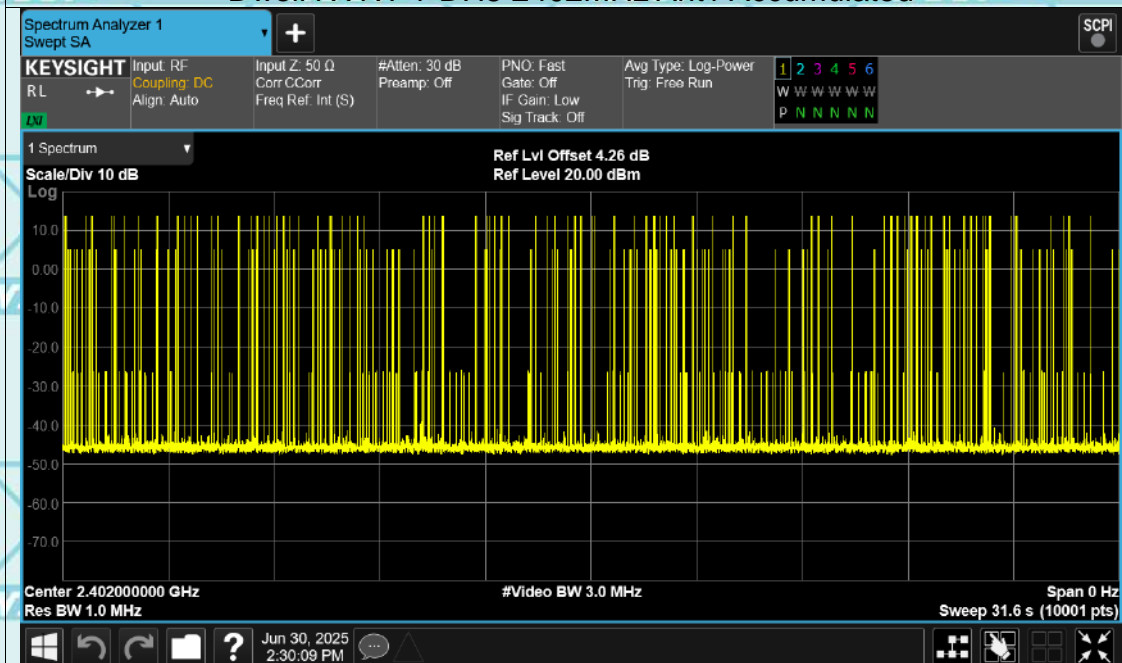 Spectrum Analyzer 1
Swept SA
+
SCPI
KEYSIGHT
RL
LXI
Input: RF
Coupling: DC
Align: Auto
Input Z: 50 Ω
Corr CCorr
Freq Ref: Int (S)
#Atten: 30 dB
Preamp: Off
PNO: Fast
Gate: Off
IF Gain: Low
Sig Track: Off
Avg Type: Log-Power
Trig: Free Run
1 2 3 4 5 6
W W W W W W
P N N N N N
1 Spectrum
Scale/Div 10 dB
Ref Lvl Offset 4.26 dB
Ref Level 20.00 dBm
Log
10.0
0.00
-10.0
-20.0
-30.0
-40.0
-50.0
-60.0
-70.0
Center 2.402000000 GHz
#Video BW 3.0 MHz
Span 0 Hz
Res BW 1.0 MHz
Sweep 31.6 s (10001 pts)
?
Jun 30, 2025
2:30:09 PM